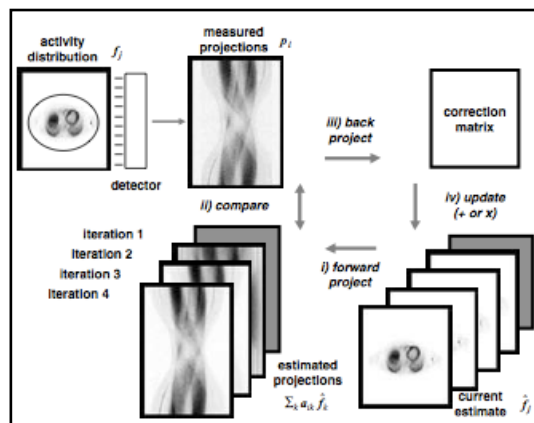 activity
distribution
f_j
measured
projections
p_i
detector
iii) back
project
correction
matrix
ii) compare
iv) update
(+ or x)
iteration 1
Iteration 2
iteration 3
Iteration 4
i) forward
project
estimated
projections
Σ_k a_ik f̂_k
current
estimate
f̂_j